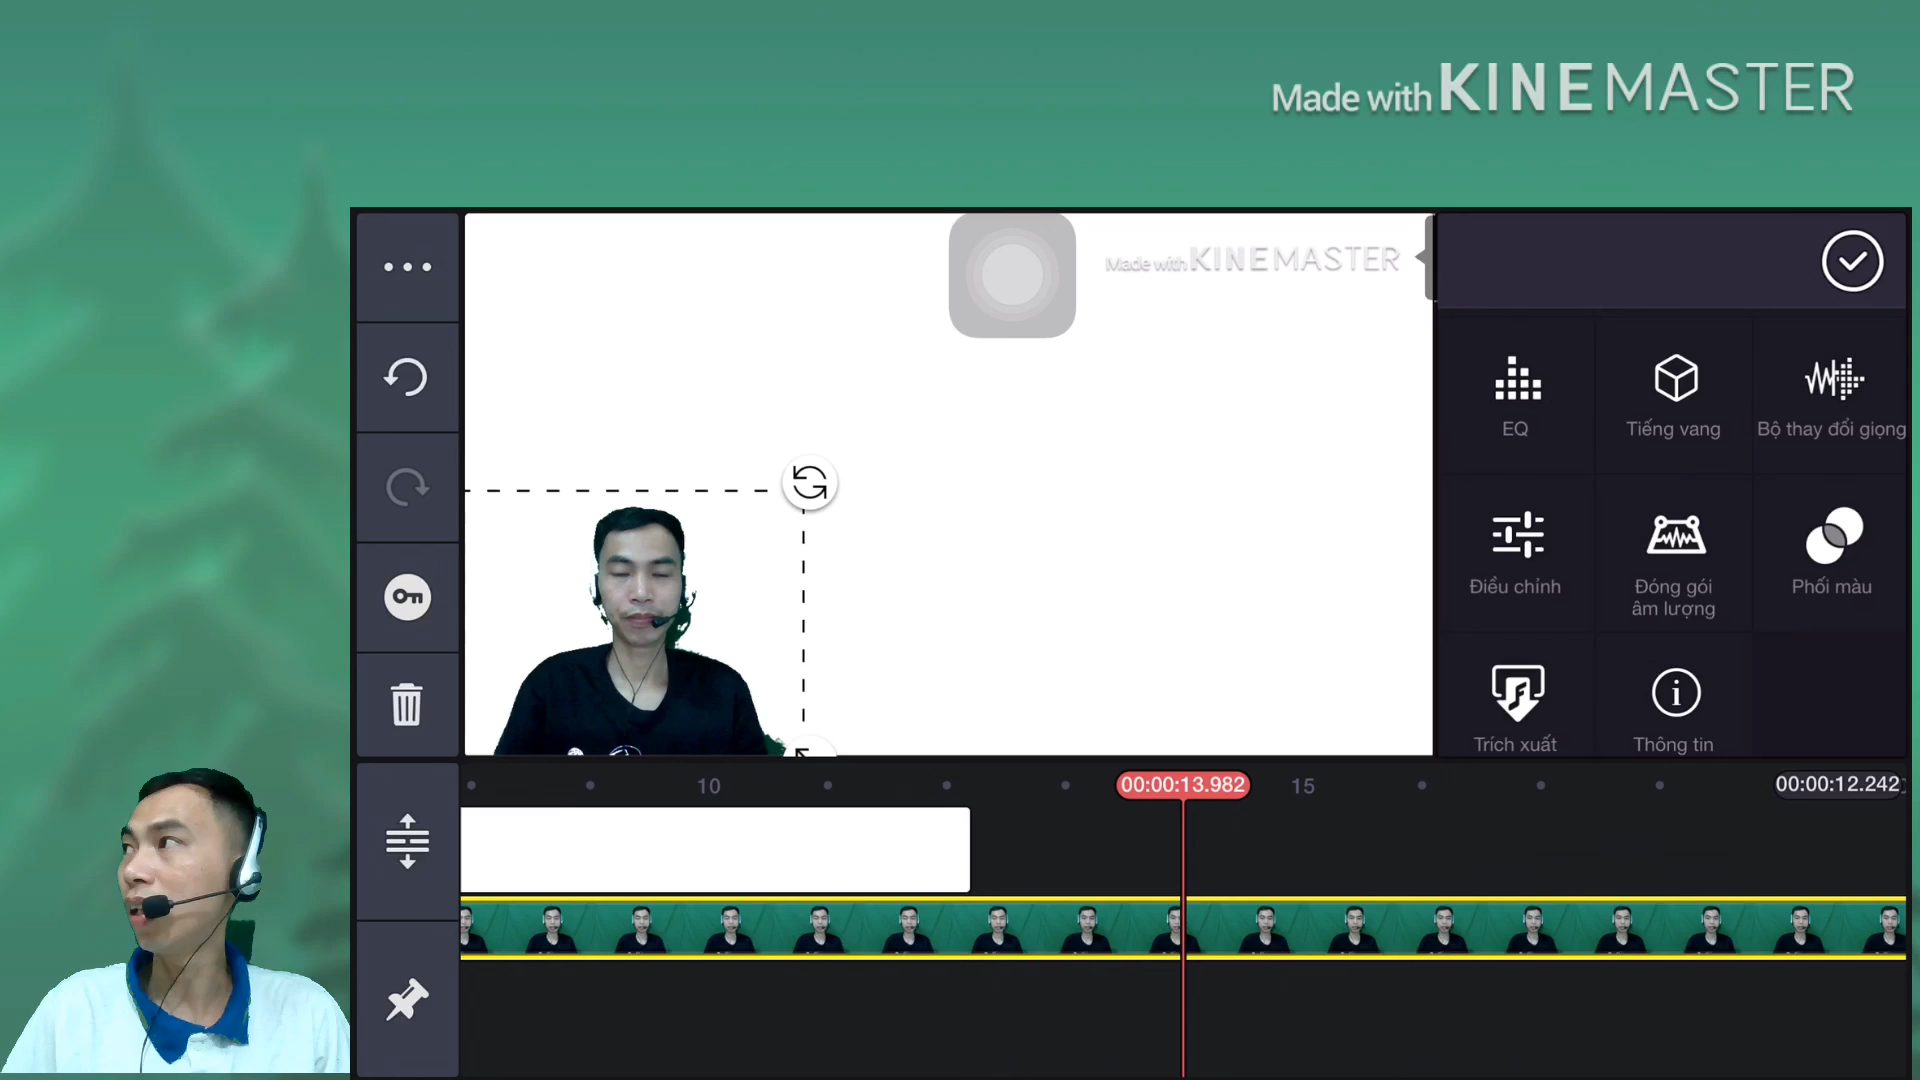 Made with KINEMASTER
Made with KINEMASTER
EQ
Tiếng vang
Bộ thay đổi giọng
Điều chỉnh
Đóng gói
âm lượng
Phối màu
Trích xuất
Thông tin
10
00:00:13.982
15
00:00:12.242